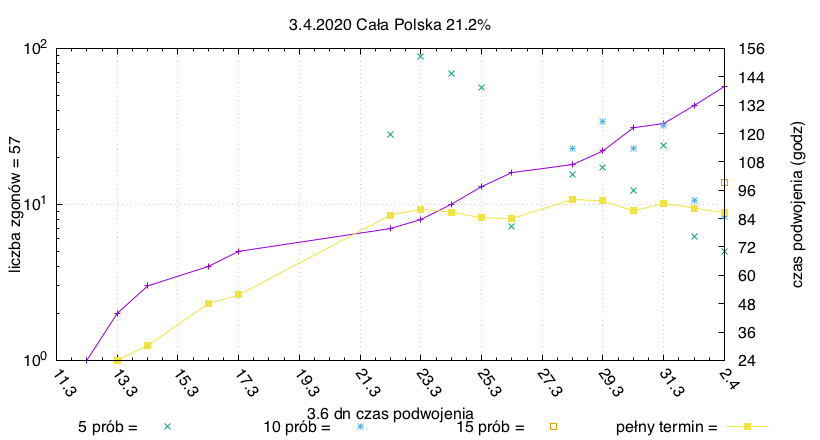 3.4.2020 Cała Polska 21.2%
liczba zgonów = 57
10²
10¹
10⁰
156
144
132
120
108
96
84
72
60
48
36
24
czas podwojenia (godz)
11.3 13.3 15.3 17.3 19.3 21.3 23.3 25.3 27.3 29.3 31.3 2.4
3.6 dn czas podwojenia
5 prób = 10 prób = 15 prób = pełny termin =